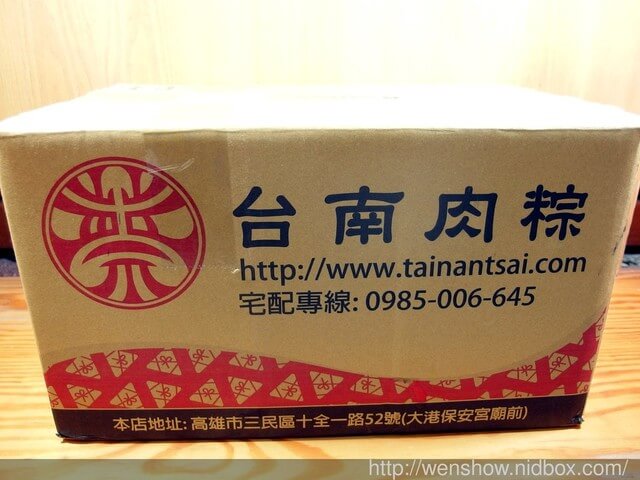 台南肉粽
http://www.tainantsai.com
宅配專線: 0985-006-645
本店地址: 高雄市三民區十全一路52號(大港保安宮廟前)
http://wenshow.nidbox.com/